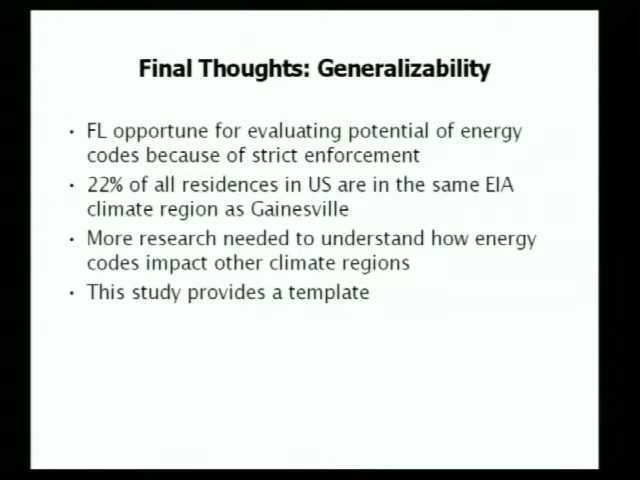 Final Thoughts: Generalizability
• FL opportune for evaluating potential of energy
codes because of strict enforcement
• 22% of all residences in US are in the same EIA
climate region as Gainesville
• More research needed to understand how energy
codes impact other climate regions
• This study provides a template